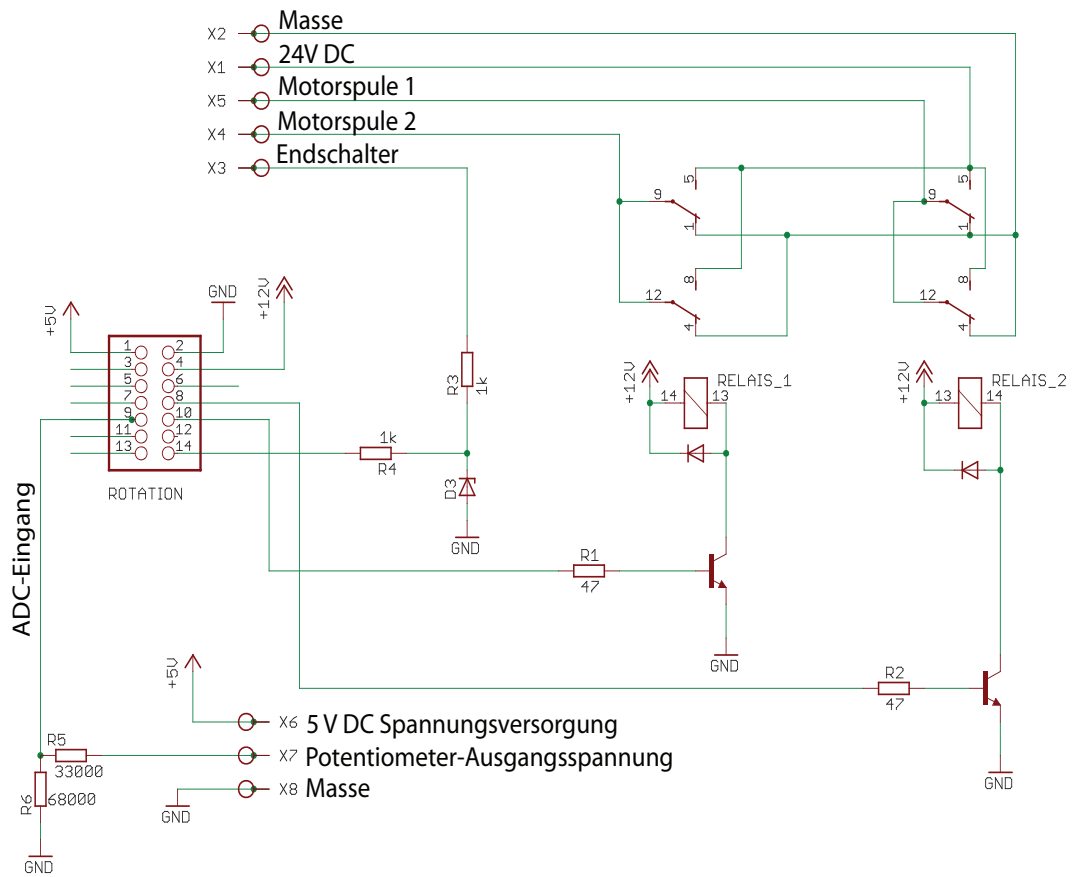 X2 Masse
X1 24V DC
X5 Motorspule 1
X4 Motorspule 2
X3 Endschalter
5 5
9 9
1 1
8 8
12 12
4 4
GND
+12V
+5V
1 2
3 4
5 6
7 8
9 10
11 12
13 14
ROTATION
R3
1k
1k
R4
D3
GND
+12V
14 13
RELAIS_1
+12V
13 14
RELAIS_2
ADC-Eingang
R1
47
GND
R2
47
GND
+5V
X6 5 V DC Spannungsversorgung
R5
33000
X7 Potentiometer-Ausgangsspannung
R6
68000
X8 Masse
GND
GND